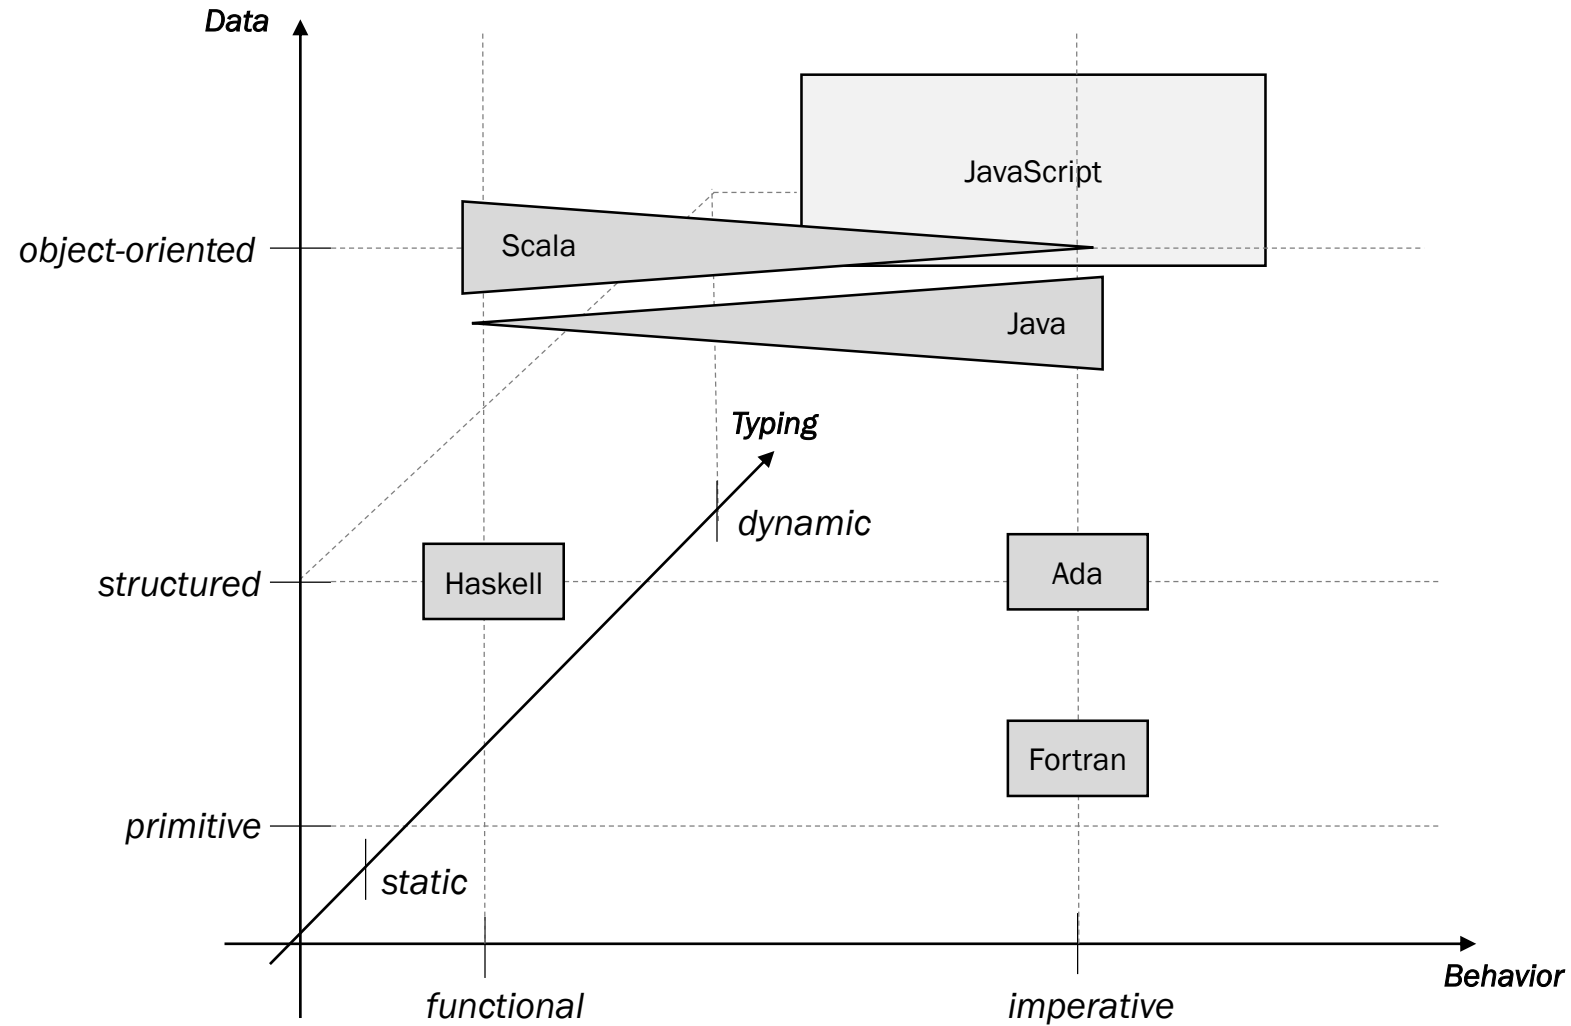 Data
JavaScript
object-oriented
Scala
Java
Typing
dynamic
structured
Haskell
Ada
Fortran
primitive
static
Behavior
functional
imperative